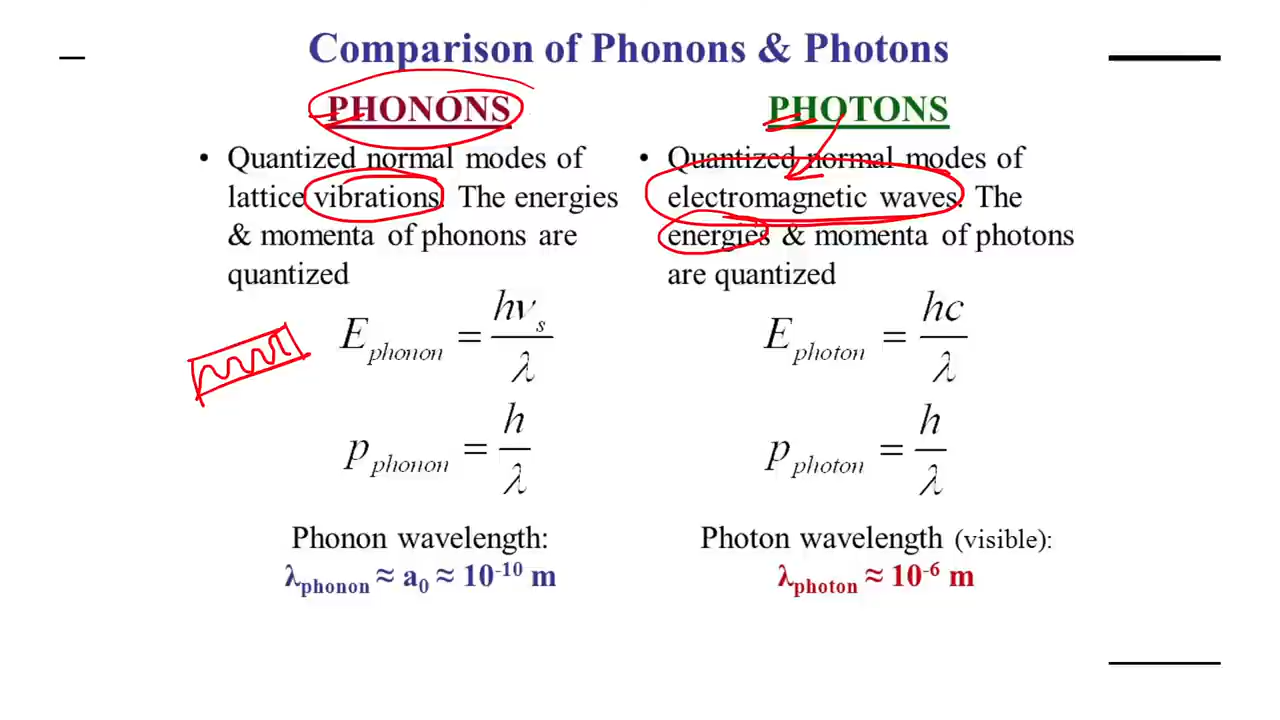 Comparison of Phonons & Photons
PHONONS
• Quantized normal modes of
lattice vibrations. The energies
& momenta of phonons are
quantized
E_phonon = hν_s / λ
p_phonon = h / λ
Phonon wavelength:
λ_phonon ≈ a₀ ≈ 10⁻¹⁰ m
PHOTONS
• Quantized normal modes of
electromagnetic waves. The
energies & momenta of photons
are quantized
E_photon = hc / λ
p_photon = h / λ
Photon wavelength (visible):
λ_photon ≈ 10⁻⁶ m